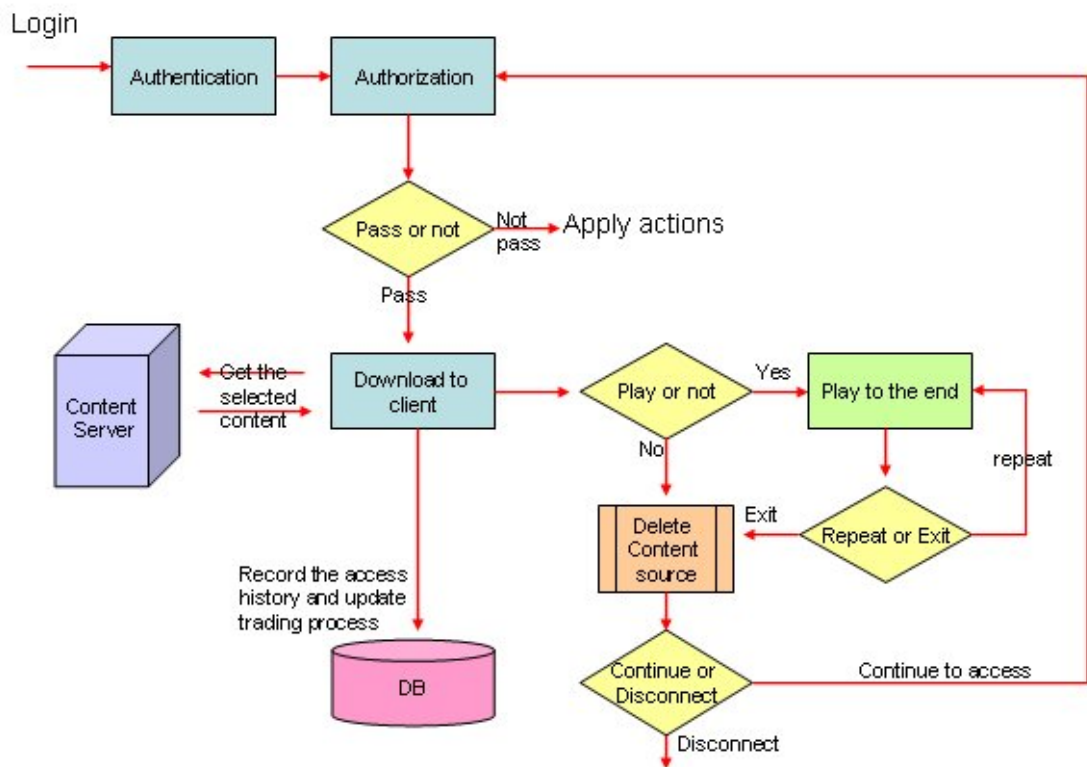 Login
Authentication
Authorization
Pass or not
Not
pass
Apply actions
Pass
Content
Server
Get the
selected
content
Download to
client
Play or not
Yes
Play to the end
No
repeat
Delete
Content
source
Exit
Repeat or Exit
Record the access
history and update
trading process
DB
Continue or
Disconnect
Continue to access
Disconnect